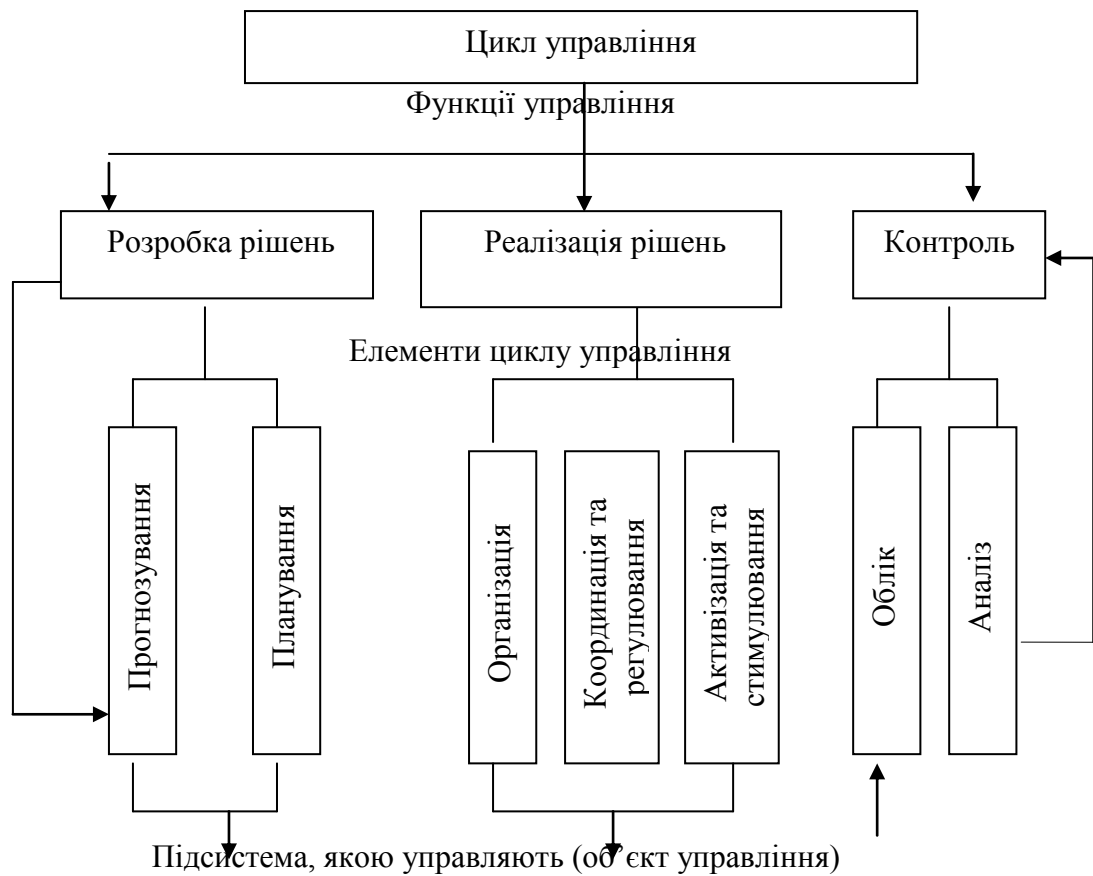 Цикл управління
Функції управління
Розробка рішень
Реалізація рішень
Контроль
Елементи циклу управління
Прогнозування
Планування
Організація
Координація та
регулювання
Активізація та
стимулювання
Облік
Аналіз
Підсистема, якою управляють (об’єкт управління)